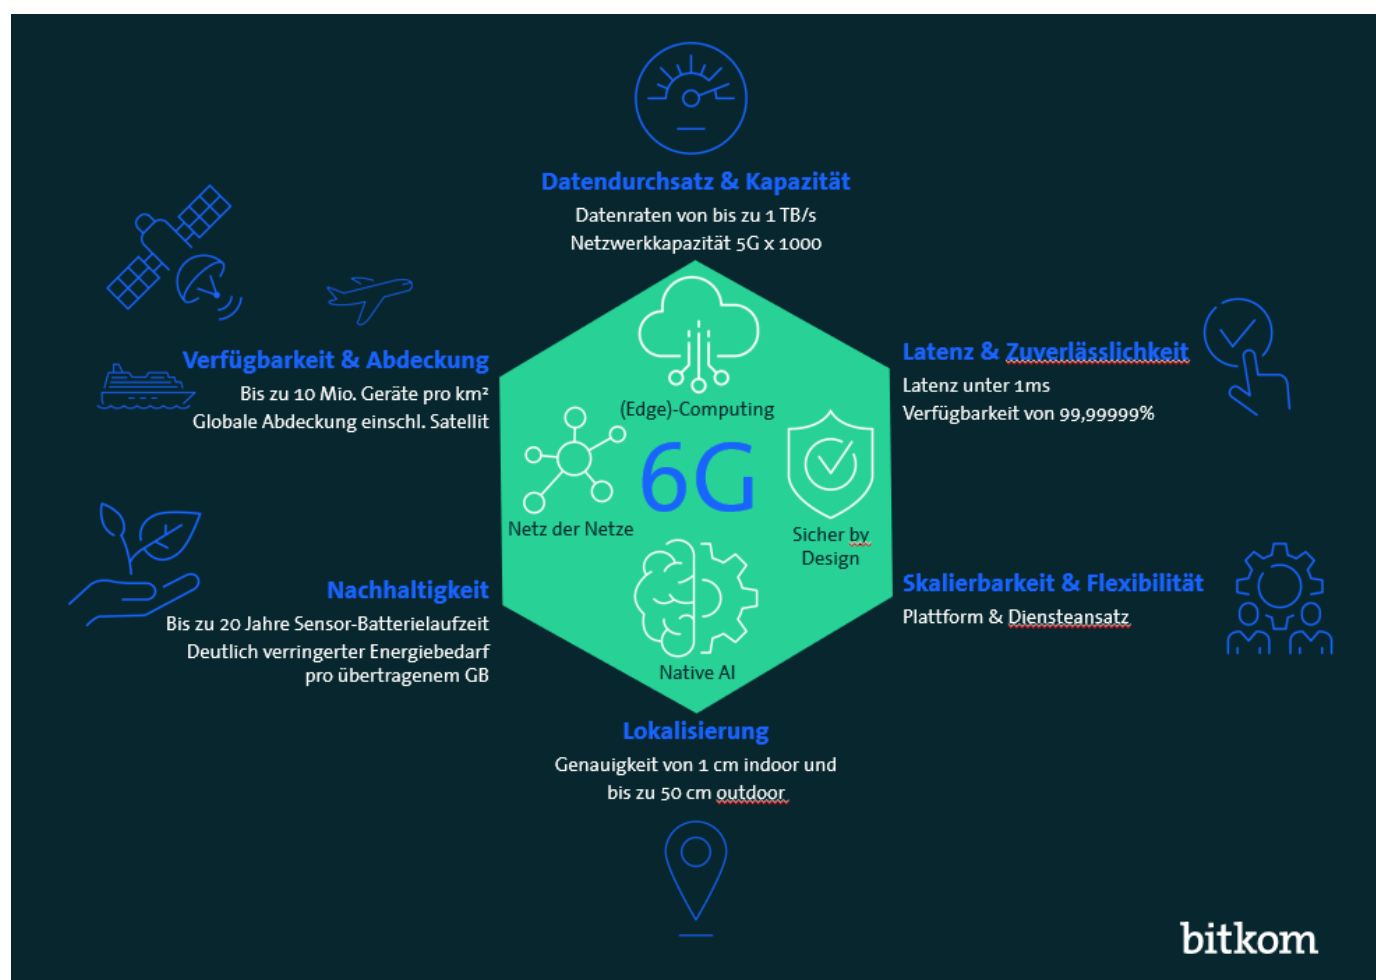 Datendurchsatz & Kapazität
Datenraten von bis zu 1 TB/s
Netzwerkkapazität 5G x 1000
Verfügbarkeit & Abdeckung
Bis zu 10 Mio. Geräte pro km²
Globale Abdeckung einschl. Satellit
Latenz & Zuverlässlichkeit
Latenz unter 1ms
Verfügbarkeit von 99,99999%
(Edge)-Computing
6G
Netz der Netze
Sicher by
Design
Native AI
Nachhaltigkeit
Bis zu 20 Jahre Sensor-Batterielaufzeit
Deutlich verringerter Energiebedarf
pro übertragenem GB
Skalierbarkeit & Flexibilität
Plattform & Diensteansatz
Lokalisierung
Genauigkeit von 1 cm indoor und
bis zu 50 cm outdoor
bitkom